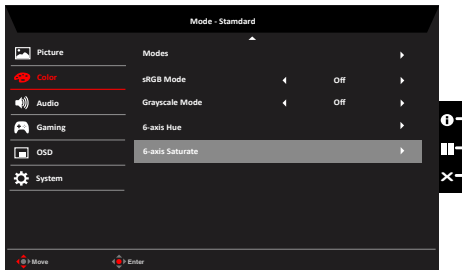 Mode - Stamdard
Picture
Color
Audio
Gaming
OSD
System
Modes
sRGB Mode Off
Grayscale Mode Off
6-axis Hue
6-axis Saturate
Move Enter